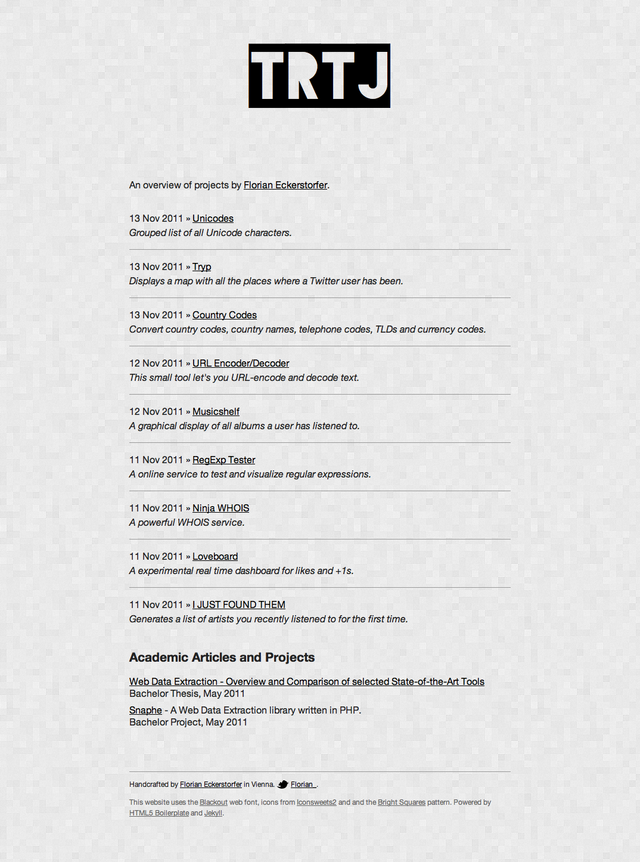 TRTJ
An overview of projects by Florian Eckerstorfer.
13 Nov 2011 » Unicodes
Grouped list of all Unicode characters.
13 Nov 2011 » Tryp
Displays a map with all the places where a Twitter user has been.
13 Nov 2011 » Country Codes
Convert country codes, country names, telephone codes, TLDs and currency codes.
12 Nov 2011 » URL Encoder/Decoder
This small tool let's you URL-encode and decode text.
12 Nov 2011 » Musicshelf
A graphical display of all albums a user has listened to.
11 Nov 2011 » RegExp Tester
A online service to test and visualize regular expressions.
11 Nov 2011 » Ninja WHOIS
A powerful WHOIS service.
11 Nov 2011 » Loveboard
A experimental real time dashboard for likes and +1s.
11 Nov 2011 » I JUST FOUND THEM
Generates a list of artists you recently listened to for the first time.
Academic Articles and Projects
Web Data Extraction - Overview and Comparison of selected State-of-the-Art Tools
Bachelor Thesis, May 2011
Snaphe - A Web Data Extraction library written in PHP.
Bachelor Project, May 2011
Handcrafted by Florian Eckerstorfer in Vienna. Florian_.
This website uses the Blackout web font, icons from Iconsweets2 and and the Bright Squares pattern. Powered by
HTML5 Boilerplate and Jekyll.